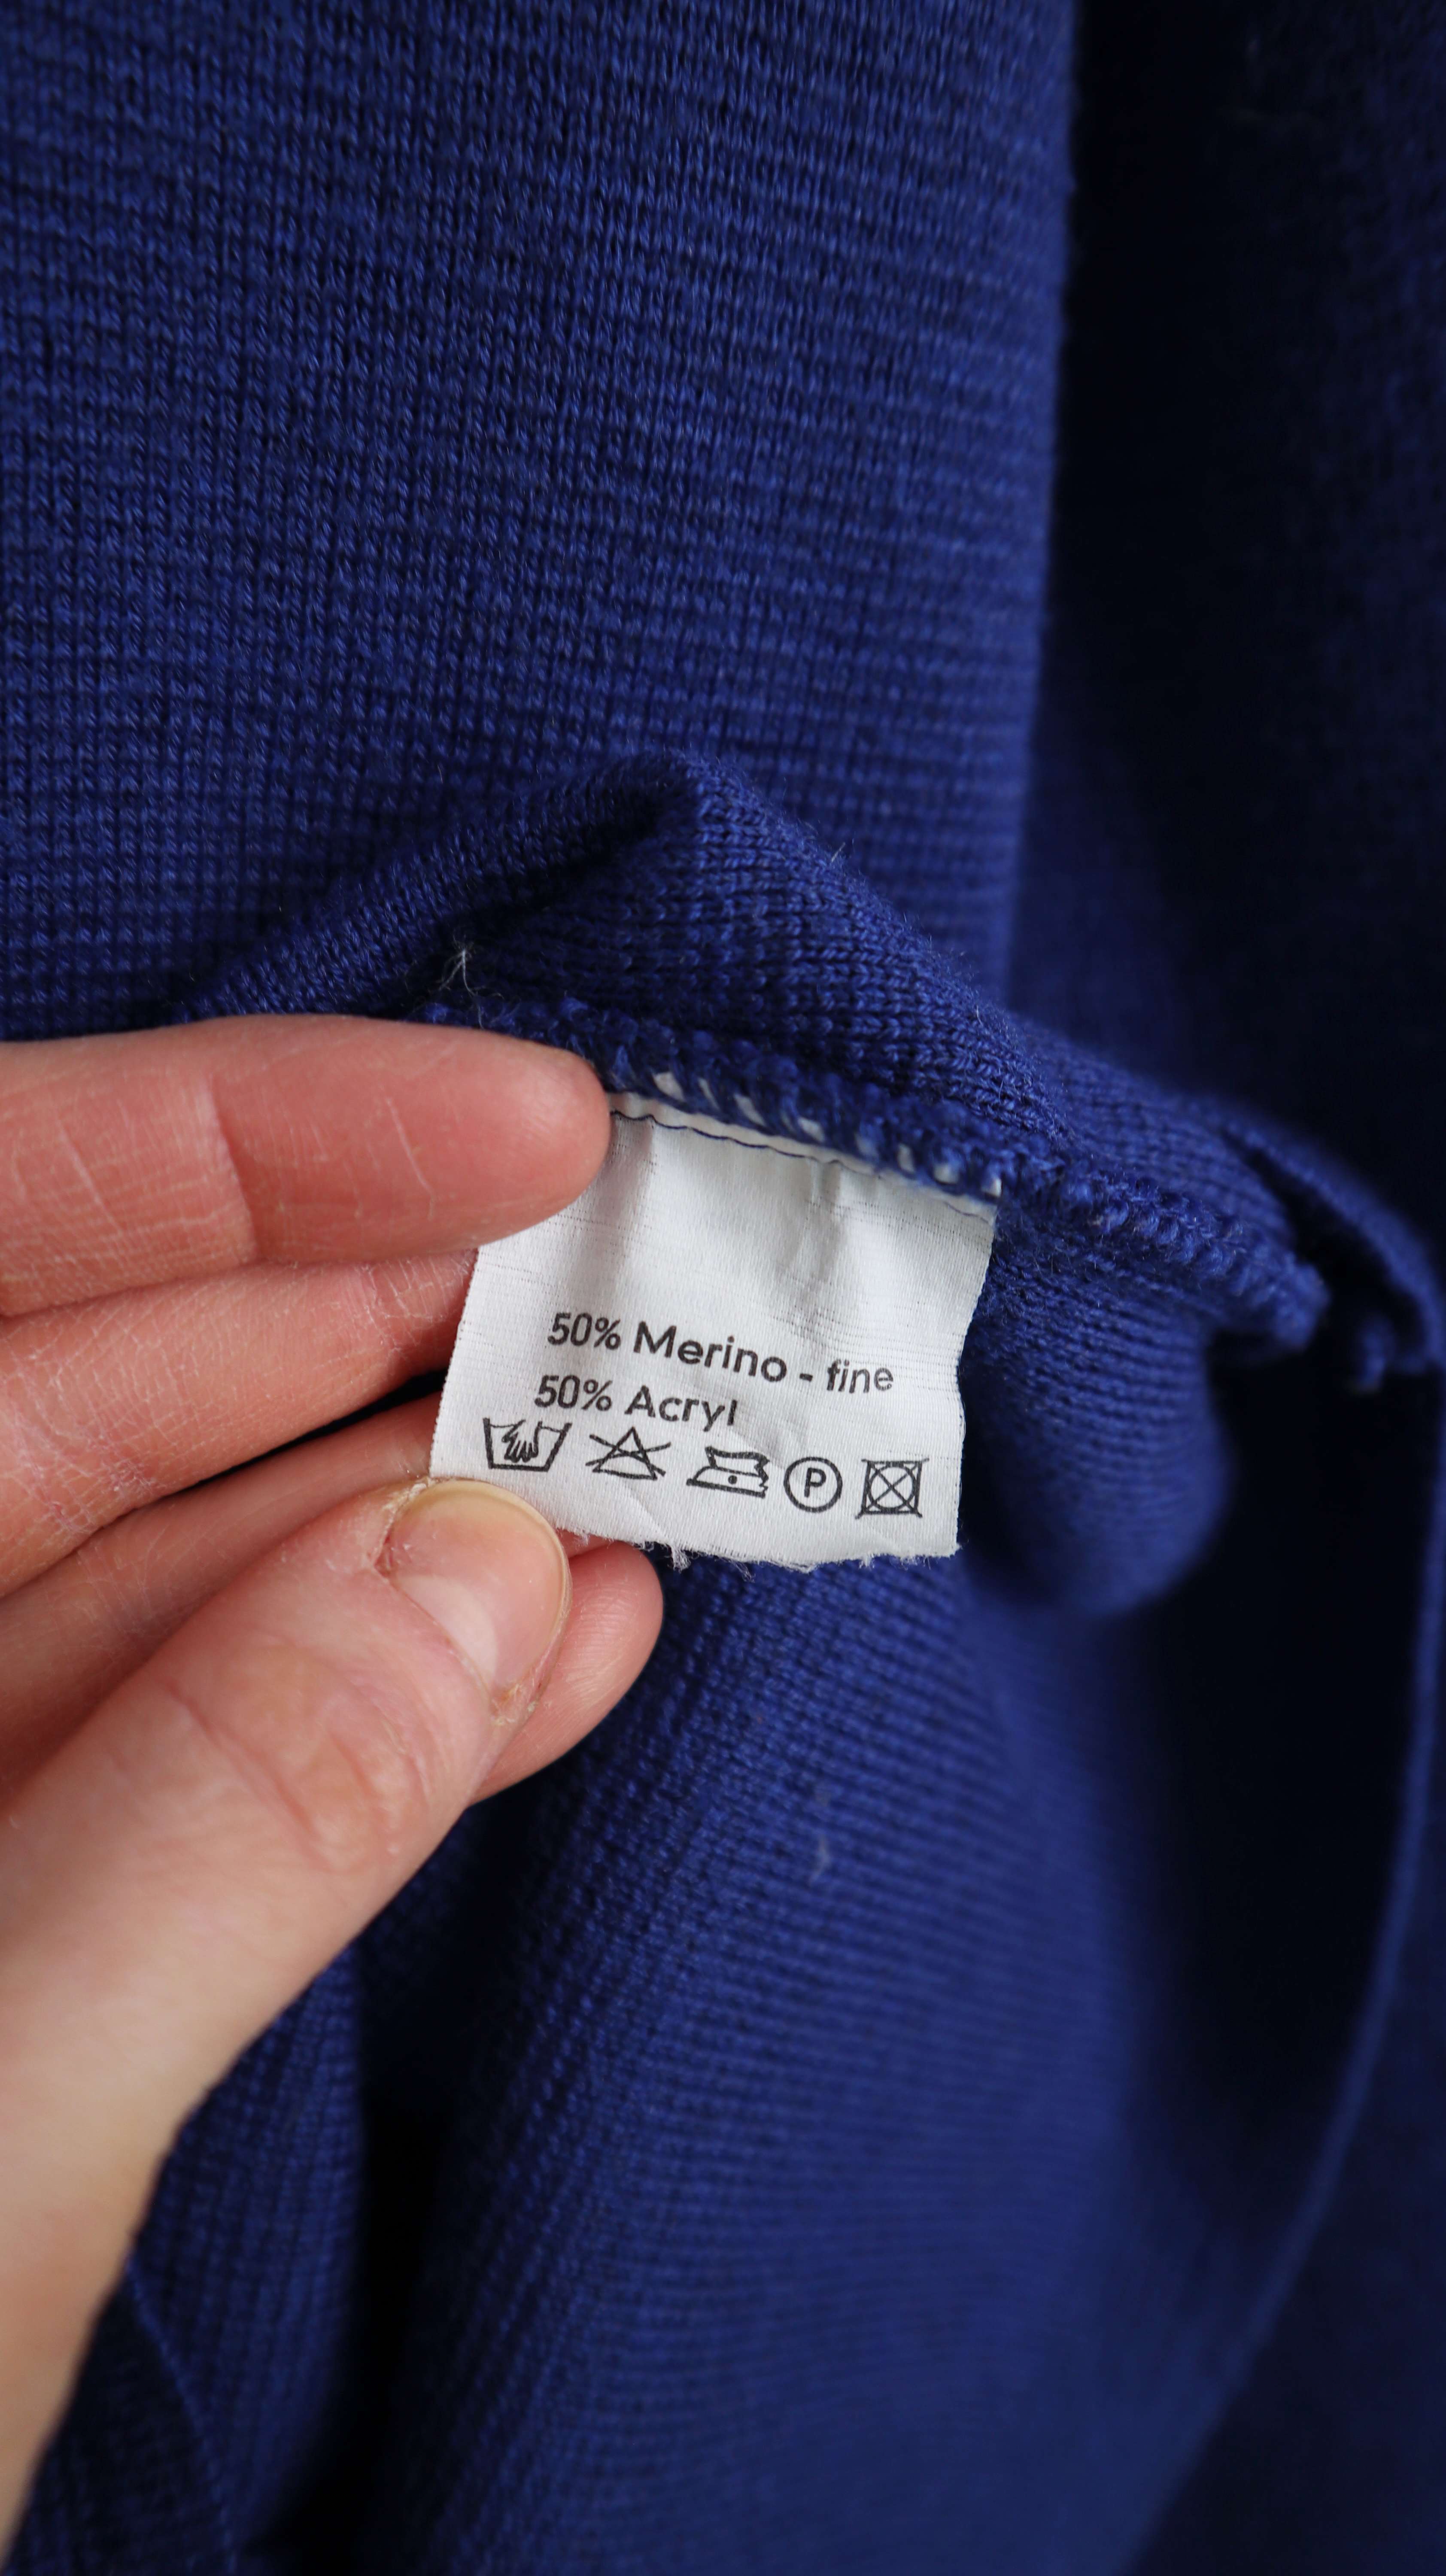 50% Merino - fine
50% Acryl
P